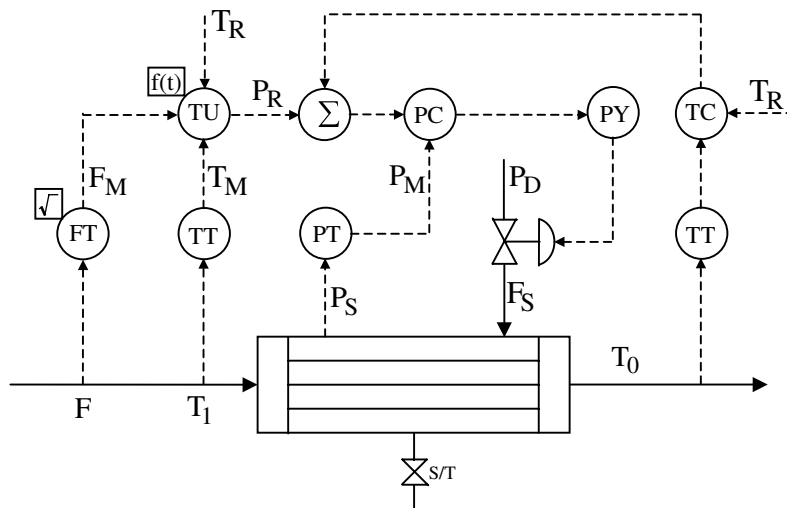 T_R
f(t)
TU
P_R
Σ
PC
PY
TC
T_R
F_M
T_M
P_M
P_D
√
FT
TT
PT
TT
P_S
F_S
T_0
F
T_1
S/T